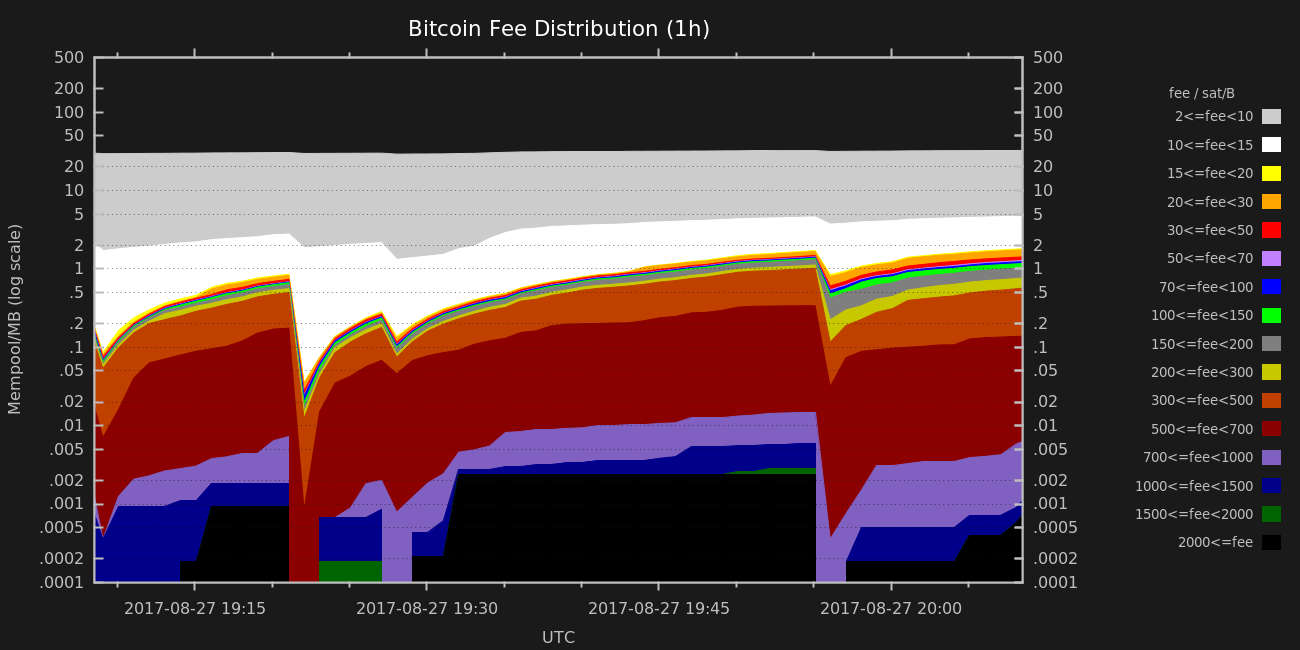 Bitcoin Fee Distribution (1h)
Mempool/MB (log scale)
500
200
100
50
20
10
5
2
1
.5
.2
.1
.05
.02
.01
.005
.002
.001
.0005
.0002
.0001
500
200
100
50
20
10
5
2
1
.5
.2
.1
.05
.02
.01
.005
.002
.001
.0005
.0002
.0001
fee / sat/B
2<=fee<10
10<=fee<15
15<=fee<20
20<=fee<30
30<=fee<50
50<=fee<70
70<=fee<100
100<=fee<150
150<=fee<200
200<=fee<300
300<=fee<500
500<=fee<700
700<=fee<1000
1000<=fee<1500
1500<=fee<2000
2000<=fee
2017-08-27 19:15 2017-08-27 19:30 2017-08-27 19:45 2017-08-27 20:00
UTC